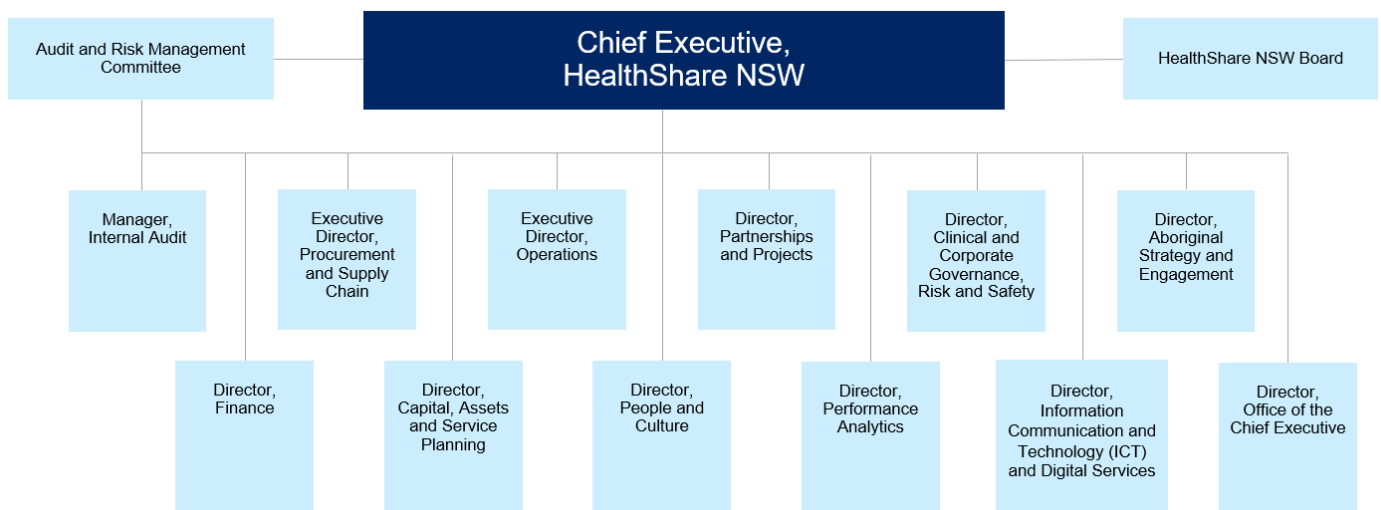 Audit and Risk Management
Committee
Chief Executive,
HealthShare NSW
HealthShare NSW Board
Manager,
Internal Audit
Executive
Director,
Procurement
and Supply
Chain
Executive
Director,
Operations
Director,
Partnerships
and Projects
Director,
Clinical and
Corporate
Governance,
Risk and Safety
Director,
Aboriginal
Strategy and
Engagement
Director,
Finance
Director,
Capital, Assets
and Service
Planning
Director,
People and
Culture
Director,
Performance
Analytics
Director,
Information
Communication and
Technology (ICT)
and Digital Services
Director,
Office of the
Chief Executive